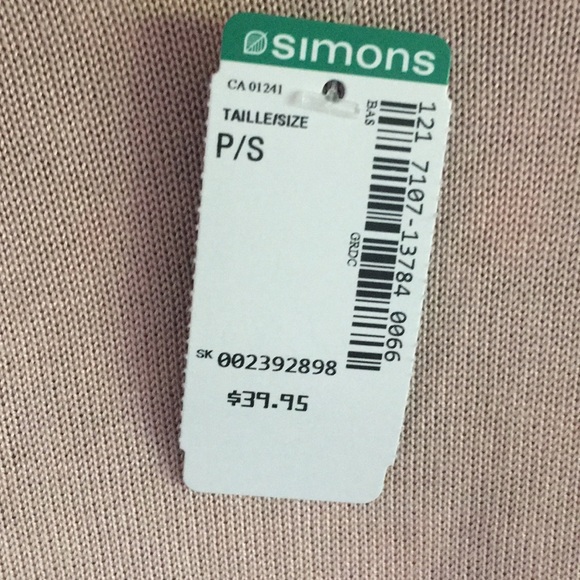 simons
CA 01241
TAILLE/SIZE
P/S
BAS
121 7107-13784 0066
GRDC
SK 002392898
$39.95